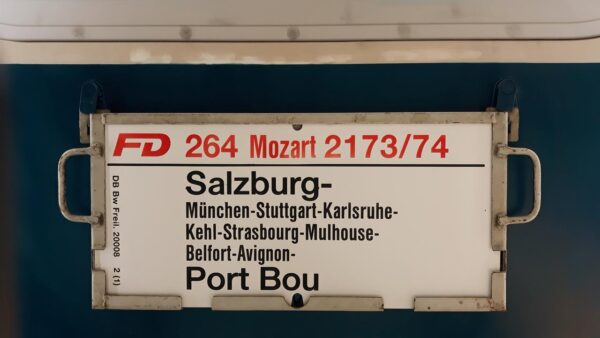 FD 264 Mozart 2173/74
Salzburg-
München-Stuttgart-Karlsruhe-
Kehl-Strasbourg-Mulhouse-
Belfort-Avignon-
Port Bou
DB Bw Freil. 20008 2 (1)